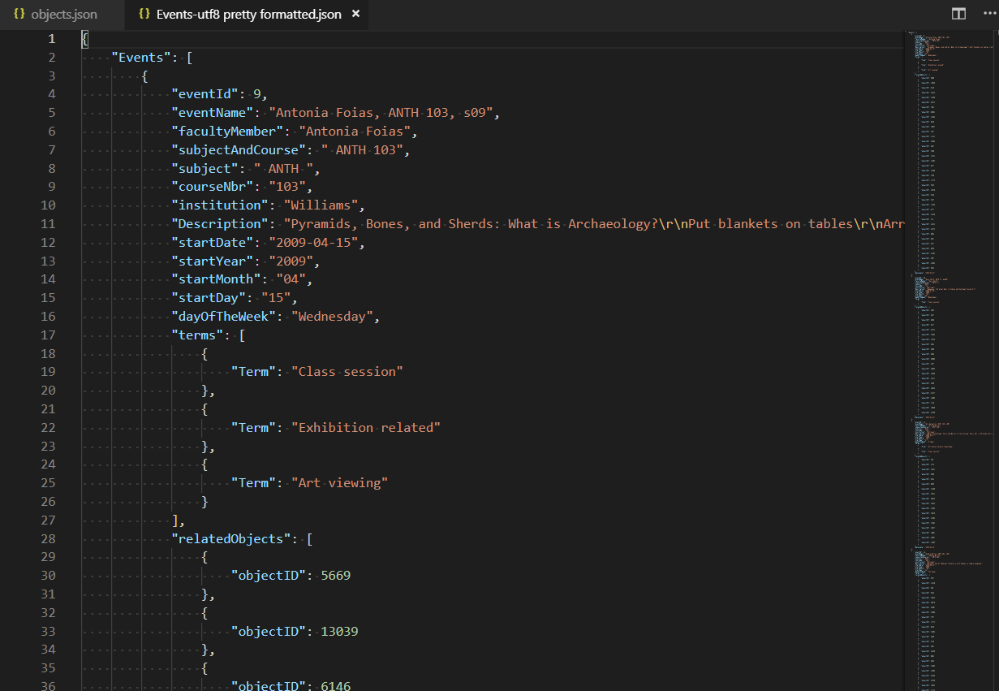 {} objects.json
{} Events-utf8 pretty formatted.json ×
1 {
2 "Events": [
3 {
4 "eventId": 9,
5 "eventName": "Antonia Foias, ANTH 103, s09",
6 "facultyMember": "Antonia Foias",
7 "subjectAndCourse": " ANTH 103",
8 "subject": " ANTH ",
9 "courseNbr": "103",
10 "institution": "Williams",
11 "Description": "Pyramids, Bones, and Sherds: What is Archaeology?\r\nPut blankets on tables\r\nArr
12 "startDate": "2009-04-15",
13 "startYear": "2009",
14 "startMonth": "04",
15 "startDay": "15",
16 "dayOfTheWeek": "Wednesday",
17 "terms": [
18 {
19 "Term": "Class session"
20 },
21 {
22 "Term": "Exhibition related"
23 },
24 {
25 "Term": "Art viewing"
26 }
27 ],
28 "relatedObjects": [
29 {
30 "objectID": 5669
31 },
32 {
33 "objectID": 13039
34 },
35 {
36 "objectID": 6146